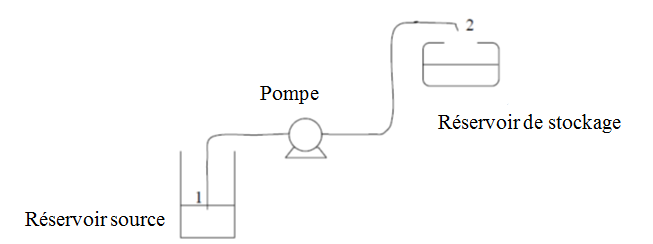 2
Pompe
Réservoir de stockage
1
Réservoir source